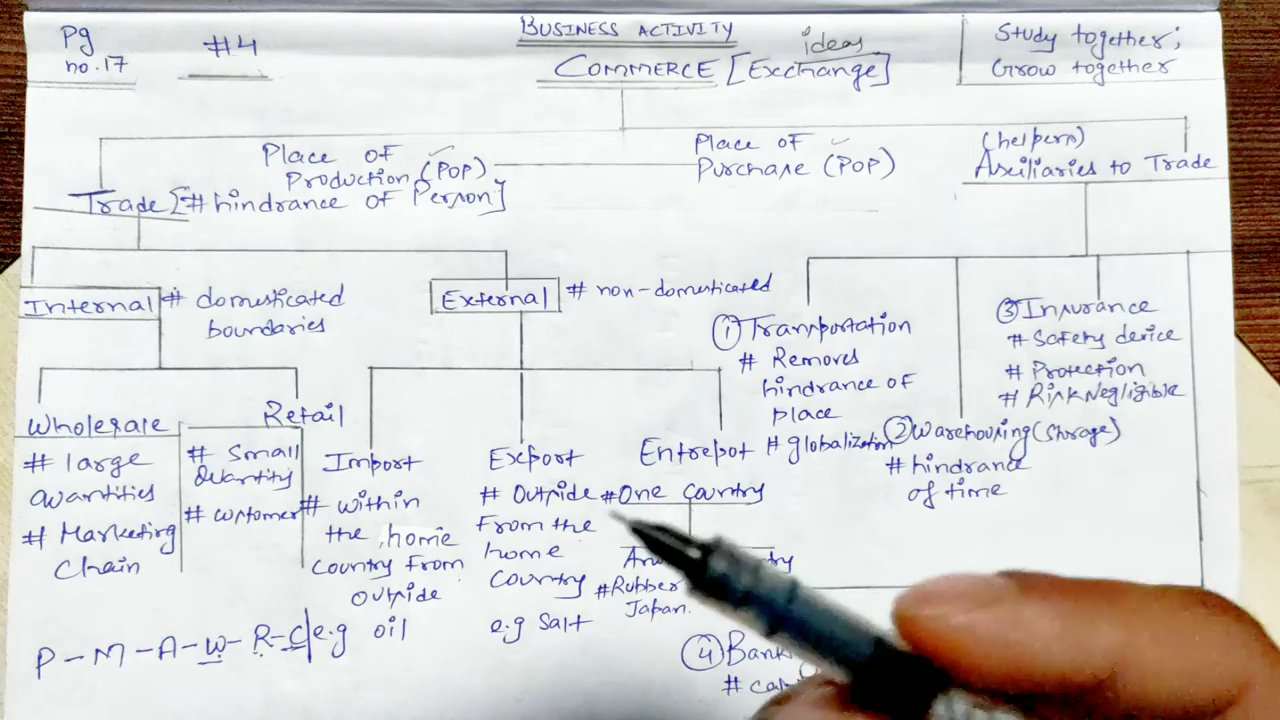 Pg
no. 17
#4
BUSINESS ACTIVITY
ideas
COMMERCE [Exchange]
Study together;
Grow together
Place of
Production (POP)
Place of
Purchase (POP)
(helpers)
Auxiliaries to Trade
Trade [# hindrance of Person]
Internal # domesticated
boundaries
External # non-domesticated
Wholesale
# large
quantities
# Marketing
Chain
Retail
# Small
Quantity
# customer
Import
# within
the home
country from
outside
e.g oil
Export
# Outside
From the
home
country
e.g Salt
Entrepot
#One country
#Rubber
Japan.
① Transportation
# Removes
hindrance of
place
# globalization
② Warehousing (Storage)
# hindrance
of time
③ Insurance
# Safety device
# Protection
# Risk Negligible
④
P - M - A - W - R - C